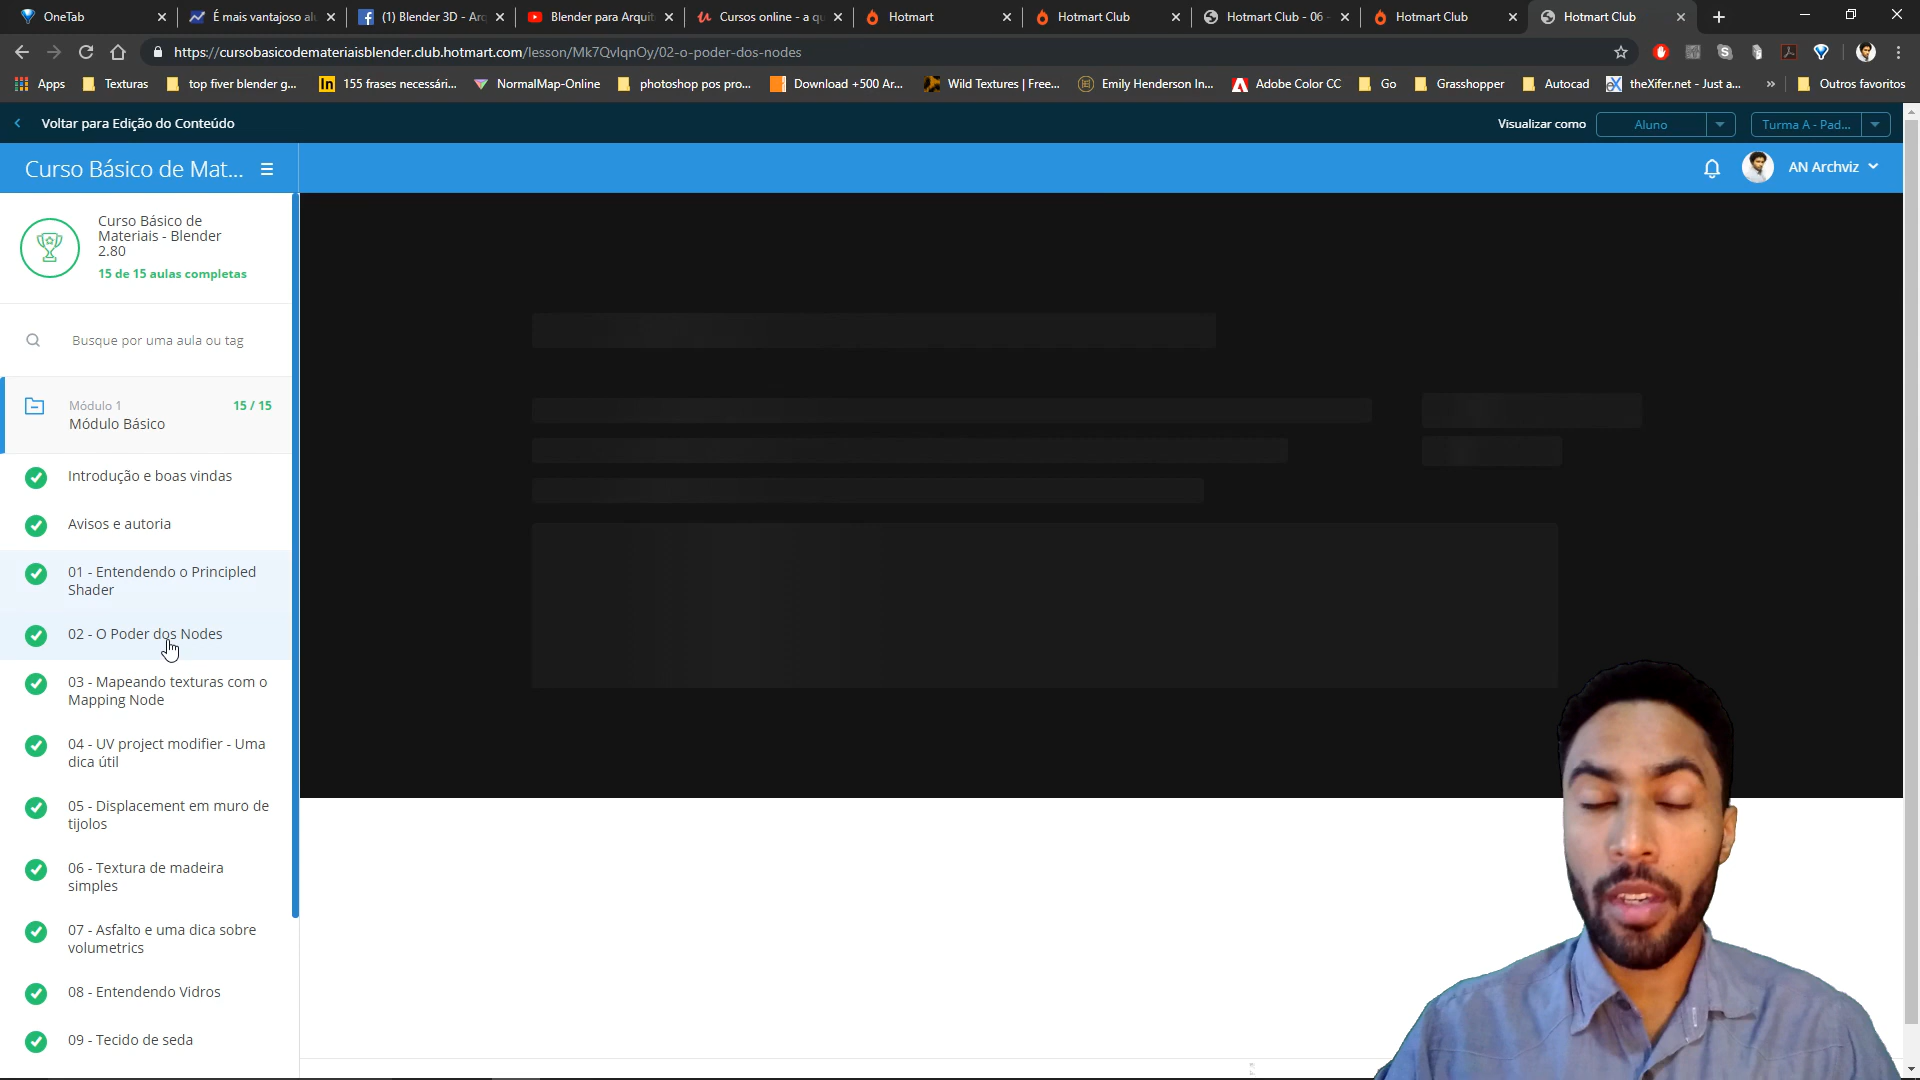 OneTab
É mais vantajoso al
(1) Blender 3D - Arq
Blender para Arquit
Cursos online - a qu
Hotmart
Hotmart Club
Hotmart Club - 06 -
Hotmart Club
Hotmart Club
https://cursobasicodemateriaisblender.club.hotmart.com/lesson/Mk7QvlqnOy/02-o-poder-dos-nodes
Apps
Texturas
top fiver blender g...
155 frases necessári...
NormalMap-Online
photoshop pos pro...
Download +500 Ar...
Wild Textures | Free...
Emily Henderson In...
Adobe Color CC
Go
Grasshopper
Autocad
theXifer.net - Just a...
Outros favoritos
Voltar para Edição do Conteúdo
Visualizar como
Aluno
Turma A - Pad...
Curso Básico de Mat...
AN Archviz
Curso Básico de
Materiais - Blender
2.80
15 de 15 aulas completas
Busque por uma aula ou tag
Módulo 1
15 / 15
Módulo Básico
Introdução e boas vindas
Avisos e autoria
01 - Entendendo o Principled
Shader
02 - O Poder dos Nodes
03 - Mapeando texturas com o
Mapping Node
04 - UV project modifier - Uma
dica útil
05 - Displacement em muro de
tijolos
06 - Textura de madeira
simples
07 - Asfalto e uma dica sobre
volumetrics
08 - Entendendo Vidros
09 - Tecido de seda